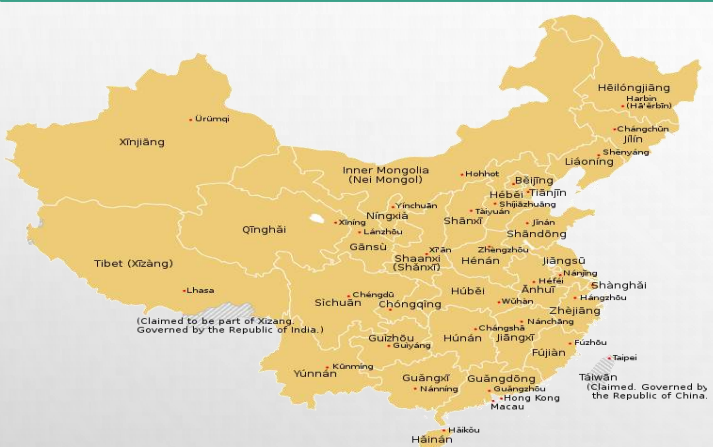 Hēilóngjiāng
Harbin
(Hā'ěrbīn)
Ürümqi
Chángchūn
Jílín
Xīnjiāng
Shěnyáng
Liáoníng
Inner Mongolia
(Nei Mongol)
Hohhot
Běijīng
Tiānjīn
Héběi
Shíjiāzhuāng
Yínchuān
Níngxià
Tàiyuán
Shānxī
Xīníng
Jǐnán
Shāndōng
Qīnghǎi
Lánzhōu
Gānsù
Xī'ān
Zhèngzhōu
Shaanxi
(Shǎnxī)
Hénán
Jiāngsū
Tibet (Xīzàng)
Nánjīng
Héféi
Ānhuī
Shànghǎi
Lhasa
Chéngdū
Sìchuān
Chóngqìng
Húběi
Wǔhàn
Hángzhōu
Zhèjiāng
(Claimed to be part of Xizang.
Governed by the Republic of India.)
Chángshā
Nánchāng
Guìzhōu
Guìyáng
Húnán
Jiāngxī
Fúzhōu
Fújiàn
Taipei
Kūnmíng
Yúnnán
Guǎngxī
Nánníng
Guǎngdōng
Guǎngzhōu
Táiwān
(Claimed. Governed by
the Republic of China.
Hong Kong
Macau
Hǎikǒu
Hǎinán